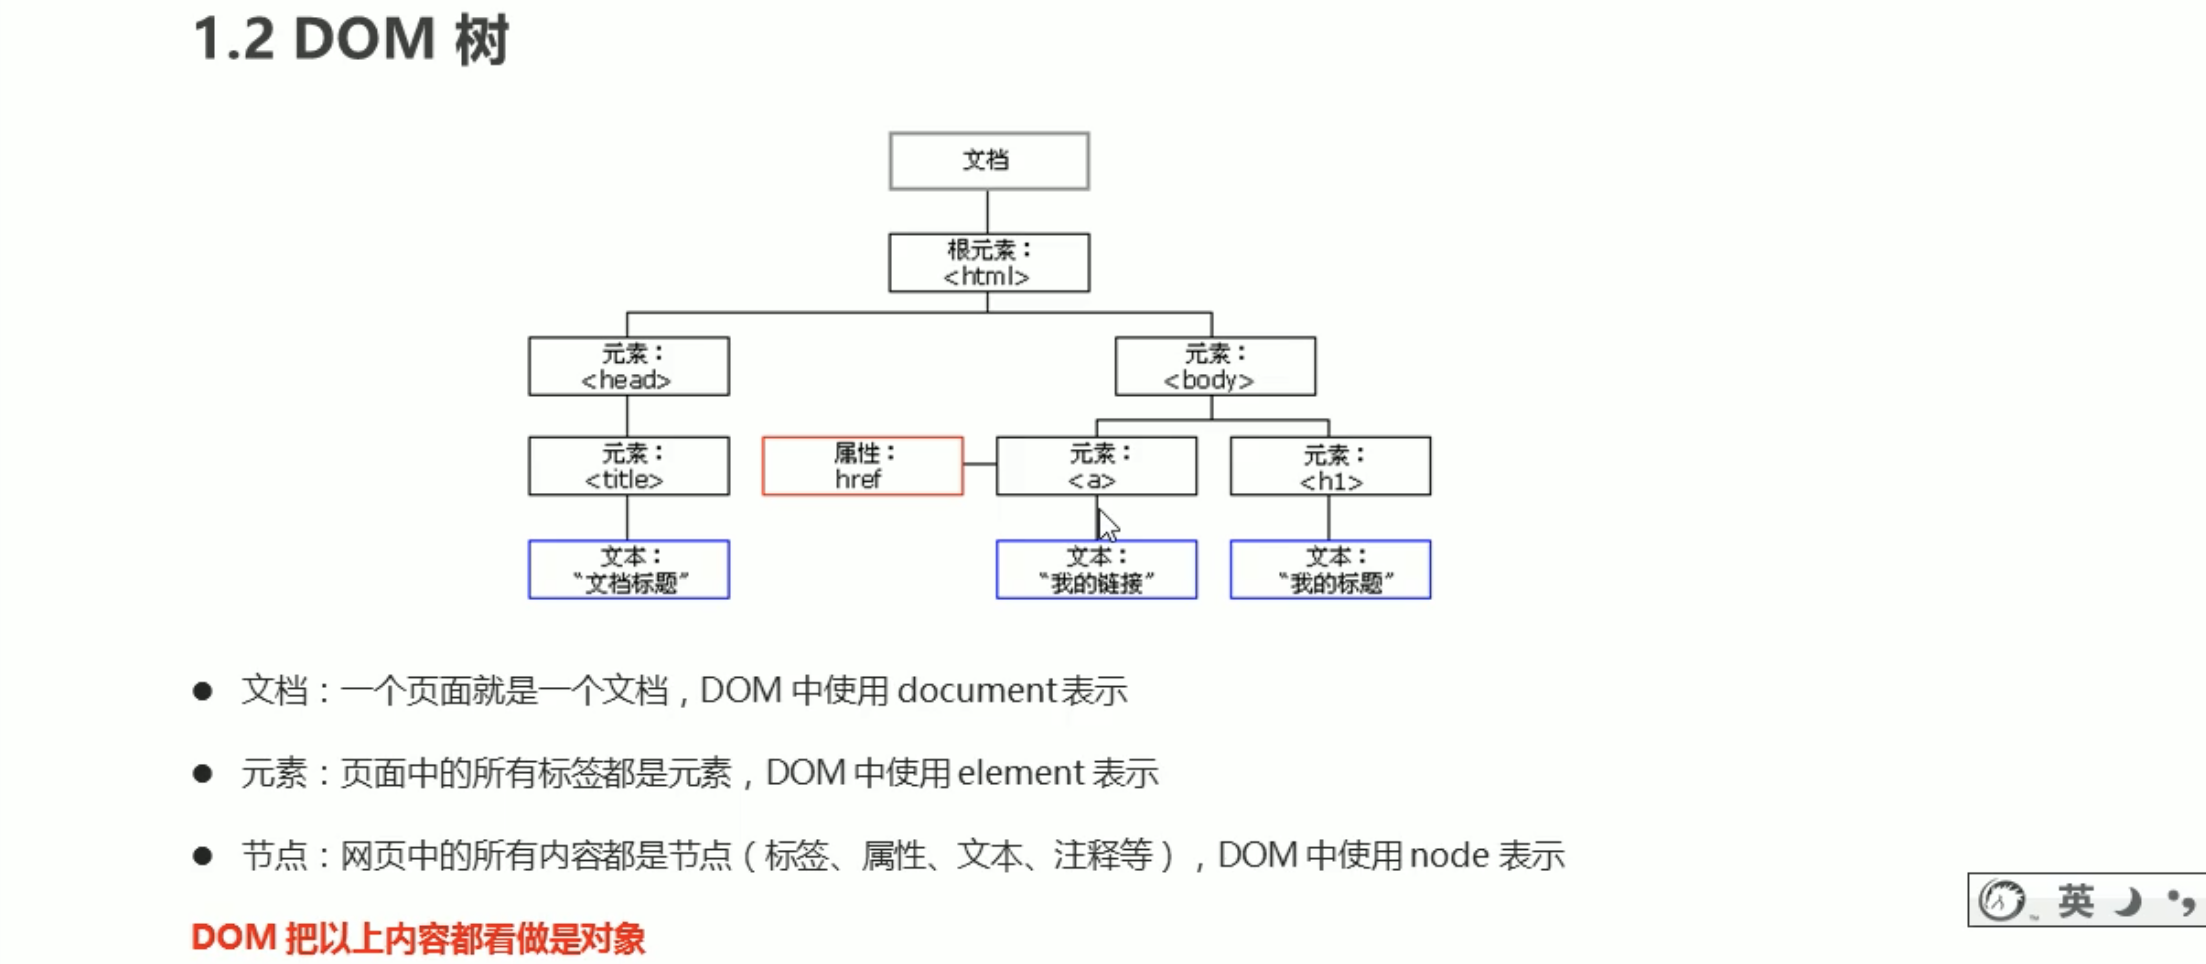 1.2 DOM 树
文档
根元素：
<html>
元素：
<head>
元素：
<body>
元素：
<title>
属性：
href
元素：
<a>
元素：
<h1>
文本：
“文档标题”
文本：
“我的链接”
文本：
“我的标题”
● 文档：一个页面就是一个文档，DOM 中使用 document 表示
● 元素：页面中的所有标签都是元素，DOM 中使用 element 表示
● 节点：网页中的所有内容都是节点（标签、属性、文本、注释等），DOM 中使用 node 表示
DOM 把以上内容都看做是对象
英